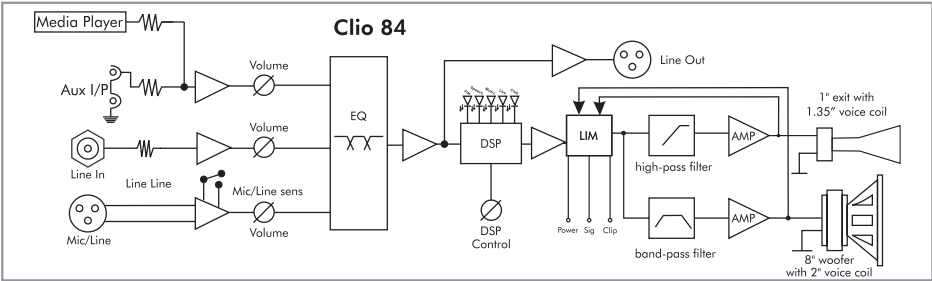 Clio 84
Media Player
Aux I/P
Volume
Line Out
EQ
DSP
LIM
1" exit with
1.35” voice coil
AMP
high-pass filter
Line In
Line Line
Volume
Mic/Line sens
Volume
Mic/Line
DSP
Control
Power Sig Clip
AMP
band-pass filter
8" woofer
with 2" voice coil